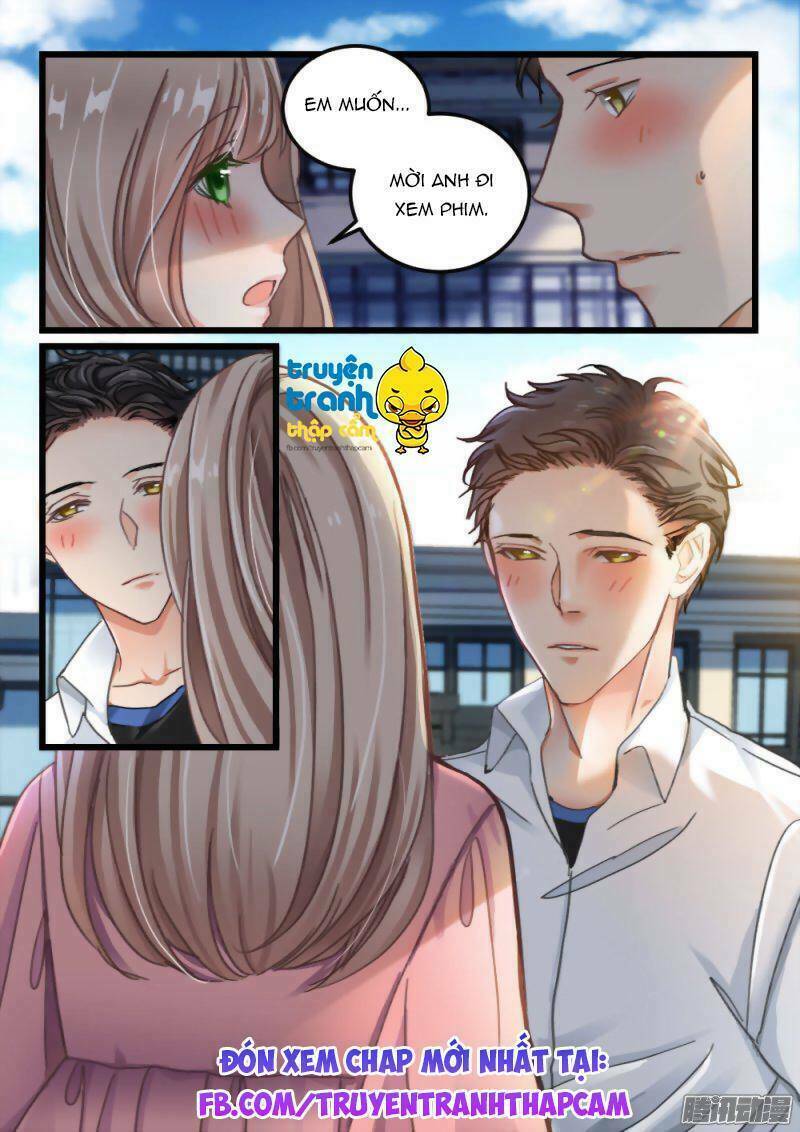 EM MUỐN...
MỜI ANH ĐI
XEM PHIM.
truyện
tranh
thập cẩm
fb.com/truyentranhthapcam
ĐÓN XEM CHAP MỚI NHẤT TẠI:
FB.COM/TRUYENTRANHTHAPCAM
腾讯动漫